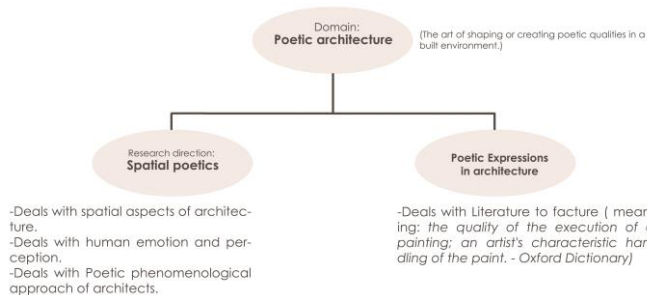 Domain:
Poetic architecture
(The art of shaping or creating poetic qualities in a
built environment.)
Research direction:
Spatial poetics
Poetic Expressions
in architecture
-Deals with spatial aspects of architec-
ture.
-Deals with human emotion and per-
ception.
-Deals with Poetic phenomenological
approach of architects.
-Deals with Literature to facture ( mean
ing: the quality of the execution of
painting; an artist's characteristic han
dling of the paint. - Oxford Dictionary)